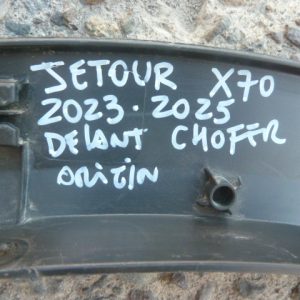 JETOUR X70
2023 • 2025
DELANT CHOFER
ORIGIN